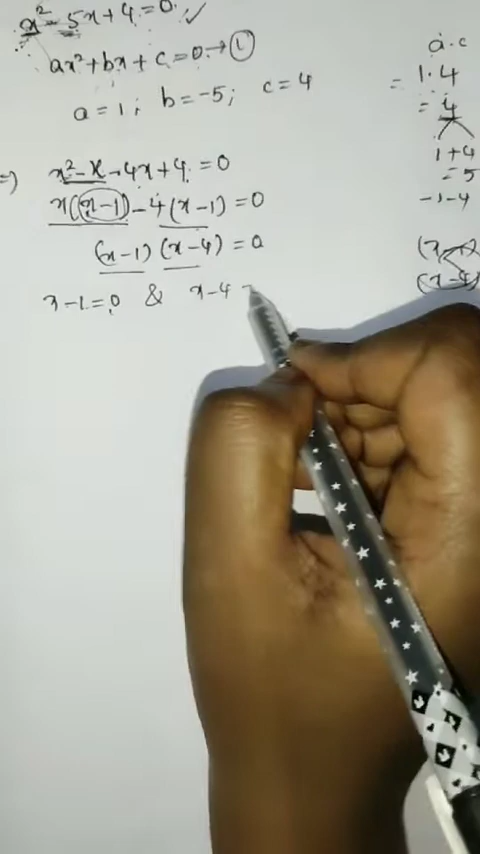 x² - 5x + 4 = 0 ✓
ax² + bx + c = 0 → ①
a = 1 ; b = -5 ; c = 4
⇒) x² - x - 4x + 4 = 0
x(x-1) - 4(x-1) = 0
(x-1) (x-4) = 0
x-1 = 0 & x-4 =
a.c
= 1.4
= 4
1+4
= 5
-1-4
(x-4)